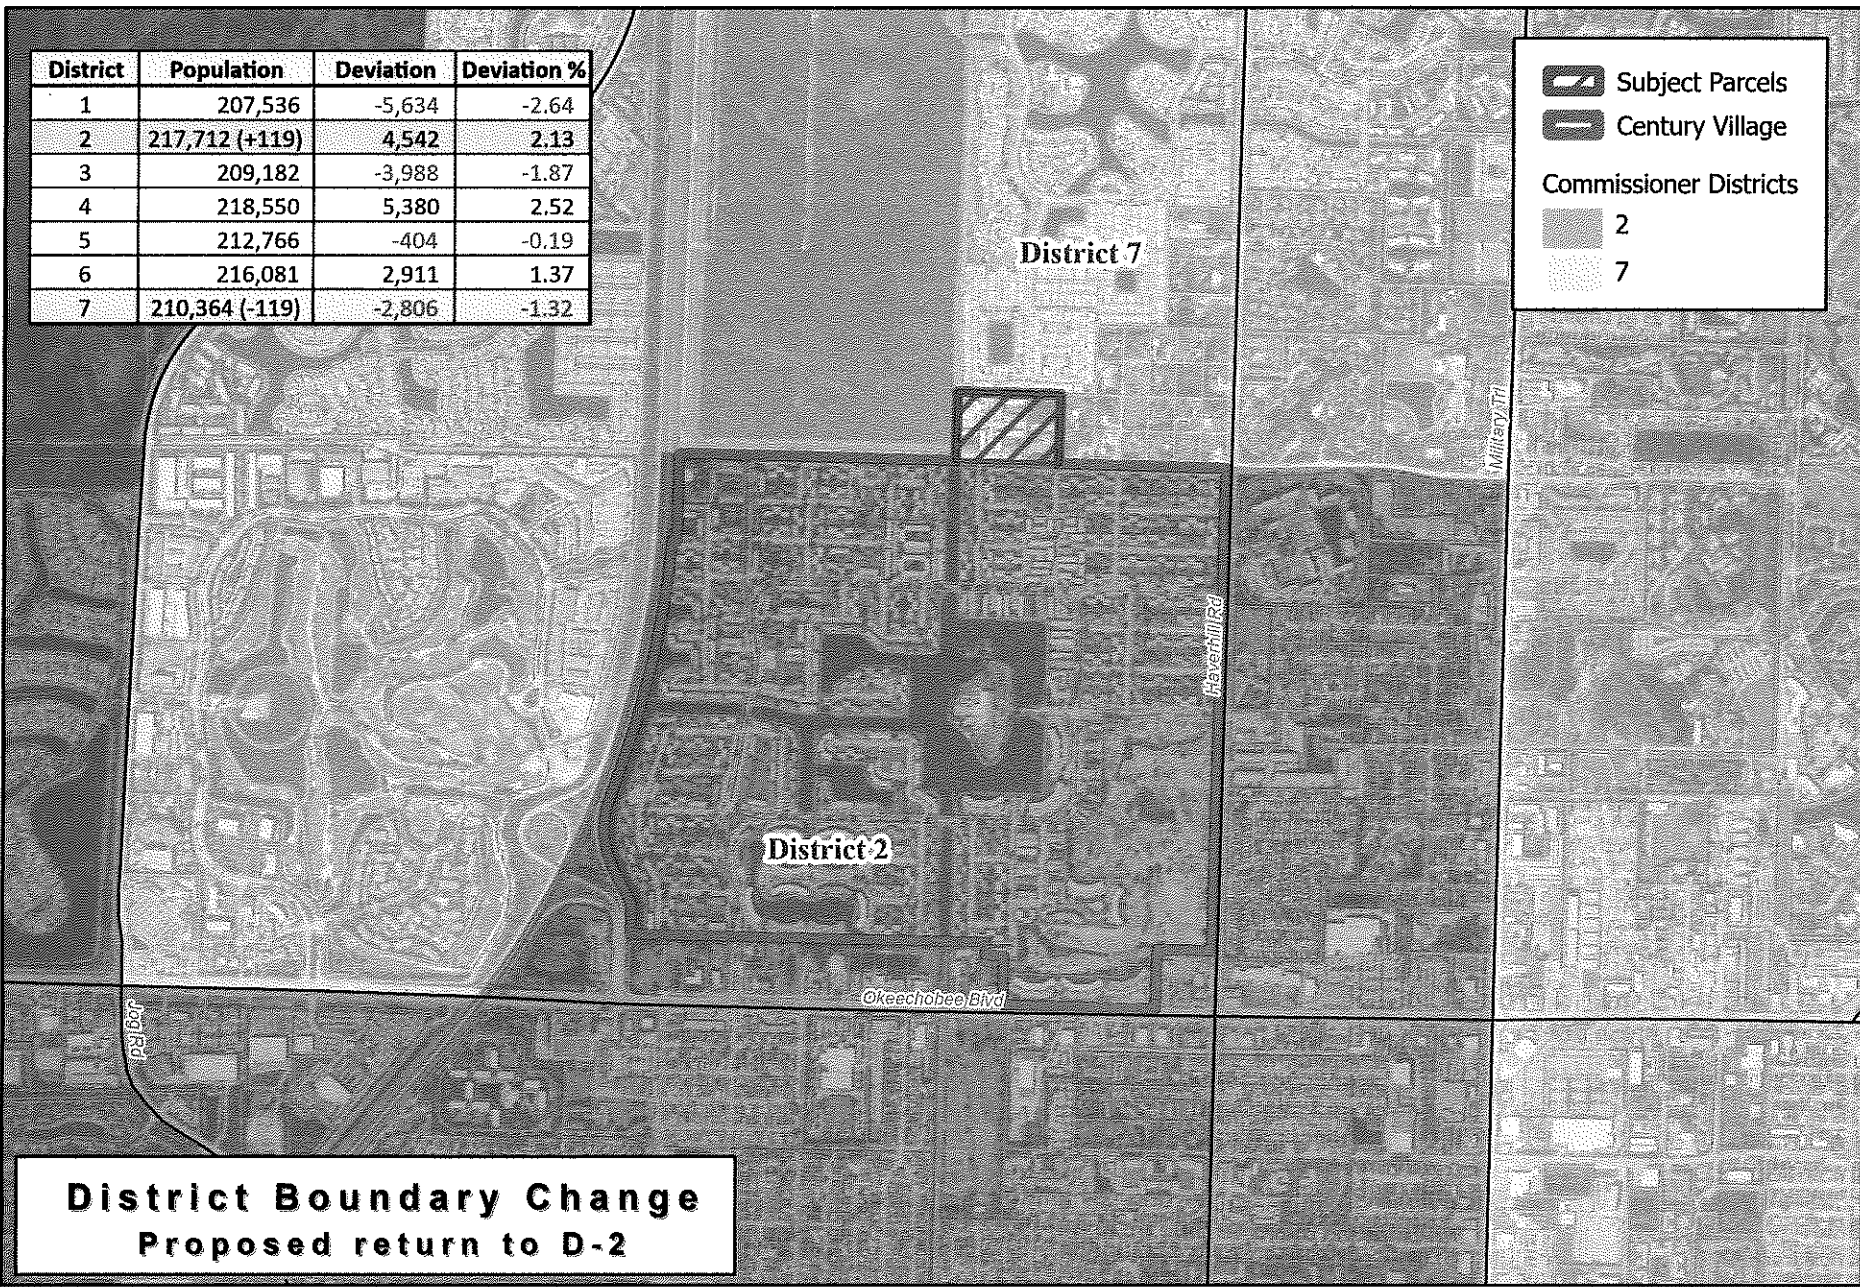 District Population Deviation Deviation %
1 207,536 -5,634 -2.64
2 217,712 (+119) 4,542 2.13
3 209,182 -3,988 -1.87
4 218,550 5,380 2.52
5 212,766 -404 -0.19
6 216,081 2,911 1.37
7 210,364 (-119) -2,806 -1.32
Subject Parcels
Century Village
Commissioner Districts
2
7
District 7
Military Trl
Haverhill Rd
District 2
Okeechobee Blvd
Jog Rd
District Boundary Change
Proposed return to D-2